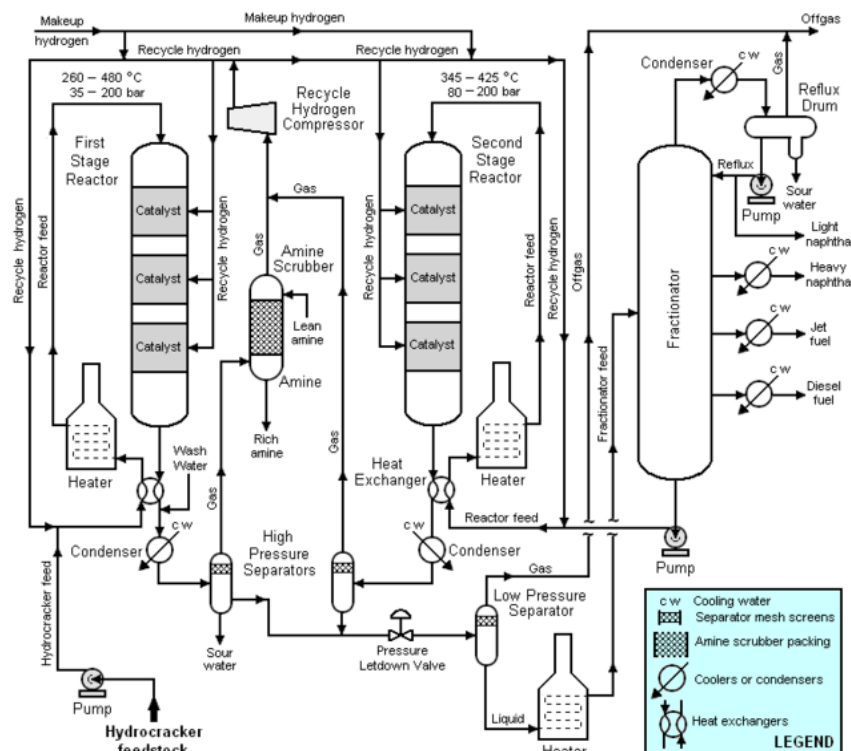 Makeup
hydrogen
Makeup hydrogen
Recycle hydrogen
Recycle hydrogen
Offgas
260 – 480 °C
35 – 200 bar
Recycle
Hydrogen
Compressor
345 – 425 °C
80 – 200 bar
Condenser
c w
Gas
Reflux
Drum
First
Stage
Reactor
Second
Stage
Reactor
Recycle hydrogen
Reactor feed
Catalyst
Catalyst
Catalyst
Recycle hydrogen
Gas
Gas
Amine
Scrubber
Lean
amine
Amine
Rich
amine
Gas
Gas
Recycle hydrogen
Catalyst
Catalyst
Catalyst
Reactor feed
Recycle hydrogen
Offgas
Fractionator feed
Fractionator
Reflux
Pump
Sour
water
Light
naphtha
c w
Heavy
naphtha
c w
Jet
fuel
c w
Diesel
fuel
Heater
Wash
Water
Heat
Exchanger
Heater
c w
Condenser
High
Pressure
Separators
c w
Condenser
Reactor feed
Pump
Hydrocracker feed
Sour
water
Pressure
Letdown Valve
Gas
Low Pressure
Separator
Liquid
Heater
Pump
Hydrocracker
feedstock
c w Cooling water
Separator mesh screens
Amine scrubber packing
Coolers or condensers
Heat exchangers
LEGEND